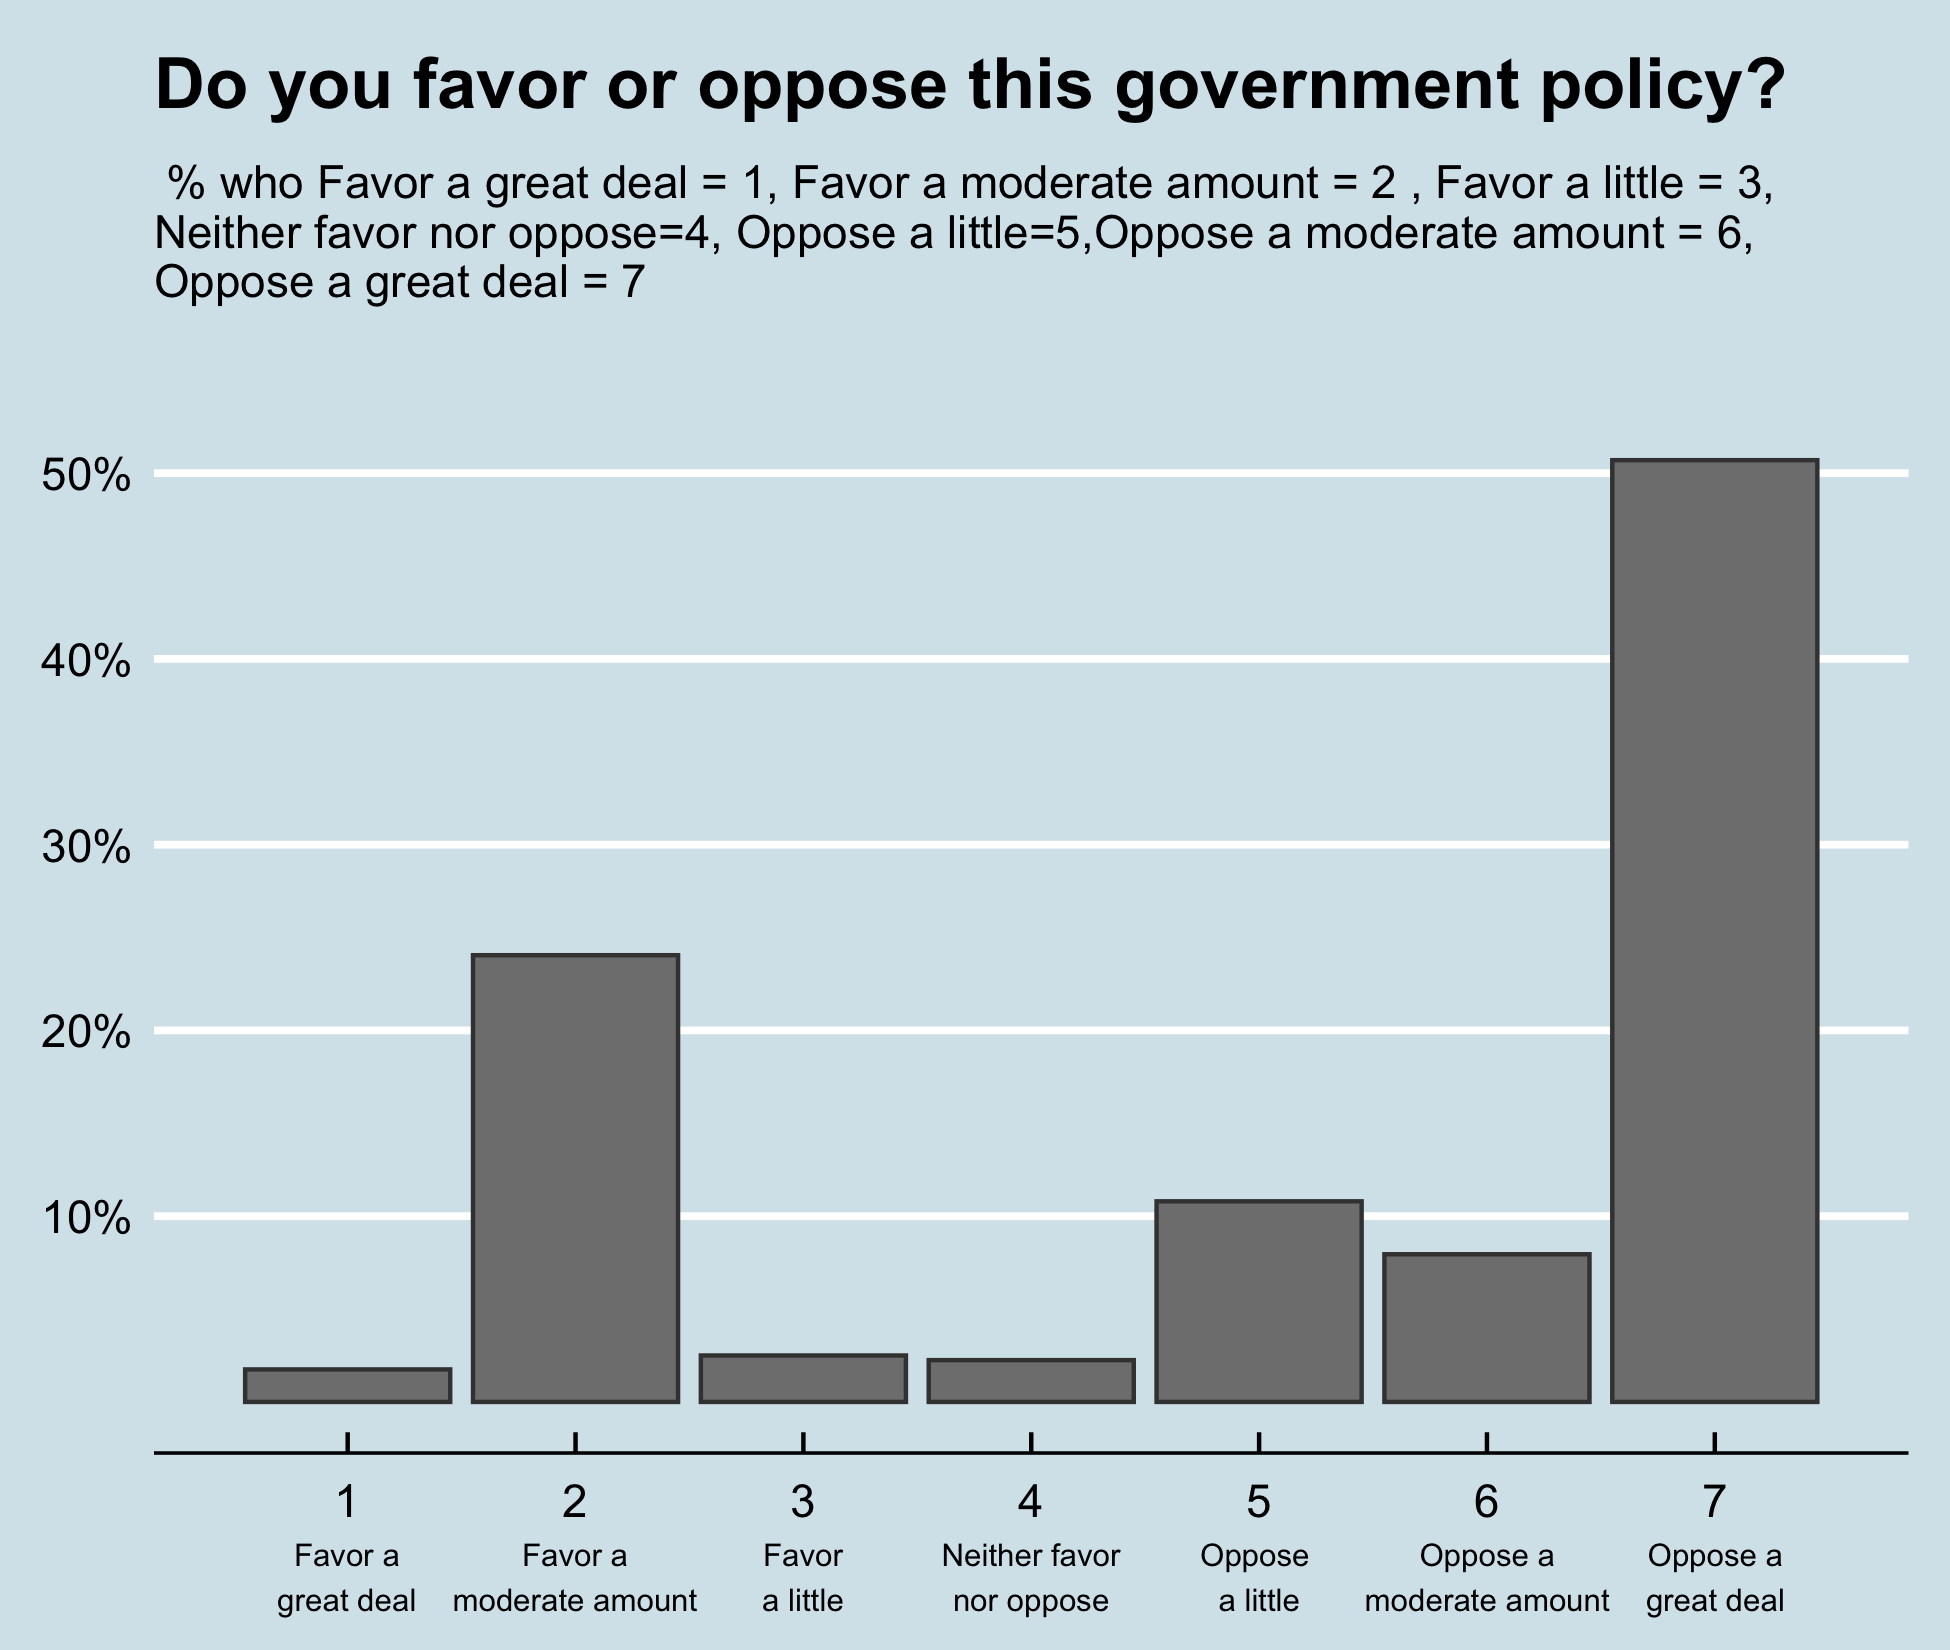 Do you favor or oppose this government policy?
% who Favor a great deal = 1, Favor a moderate amount = 2 , Favor a little = 3,
Neither favor nor oppose=4, Oppose a little=5,Oppose a moderate amount = 6,
Oppose a great deal = 7
50%
40%
30%
20%
10%
1 2 3 4 5 6 7
Favor a Favor a Favor Neither favor Oppose Oppose a Oppose a
great deal moderate amount a little nor oppose a little moderate amount great deal